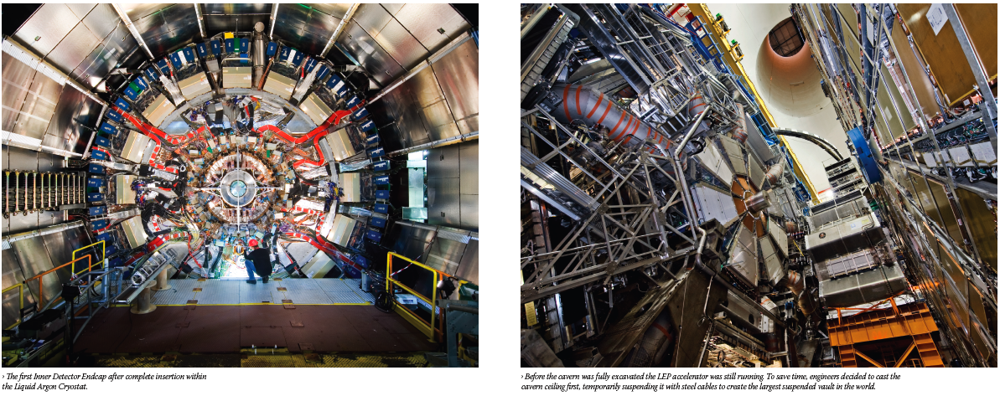 › The first Inner Detector Endcap after complete insertion within
the Liquid Argon Cryostat.
› Before the cavern was fully excavated the LEP accelerator was still running. To save time, engineers decided to cast the
cavern ceiling first, temporarily suspending it with steel cables to create the largest suspended vault in the world.